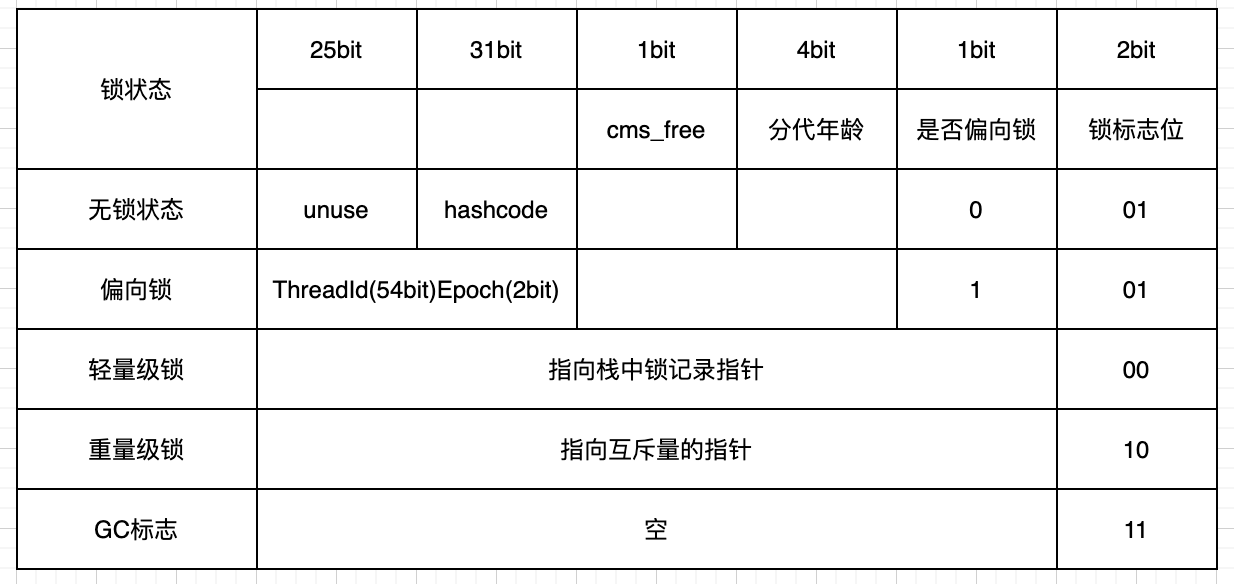 锁状态
25bit
31bit
1bit
4bit
1bit
2bit
cms_free
分代年龄
是否偏向锁
锁标志位
无锁状态
unuse
hashcode
0
01
偏向锁
ThreadId(54bit)Epoch(2bit)
1
01
轻量级锁
指向栈中锁记录指针
00
重量级锁
指向互斥量的指针
10
GC标志
空
11